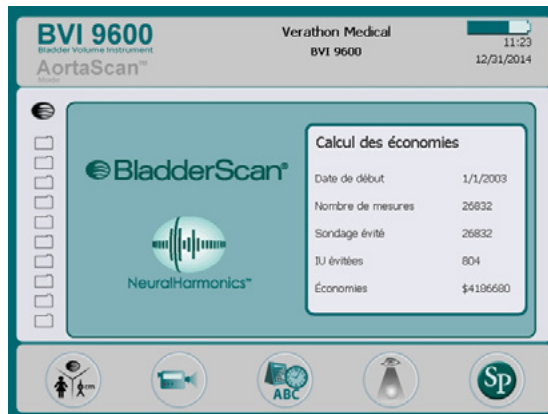 BVI 9600
Bladder Volume Instrument
AortaScan™
Mode
Verathon Medical
BVI 9600
11:23
12/31/2014
BladderScan®
NeuralHarmonics™
Calcul des économies
Date de début 1/1/2003
Nombre de mesures 26832
Sondage évité 26832
IU évitées 804
Économies $4186680
cm
ABC
Sp